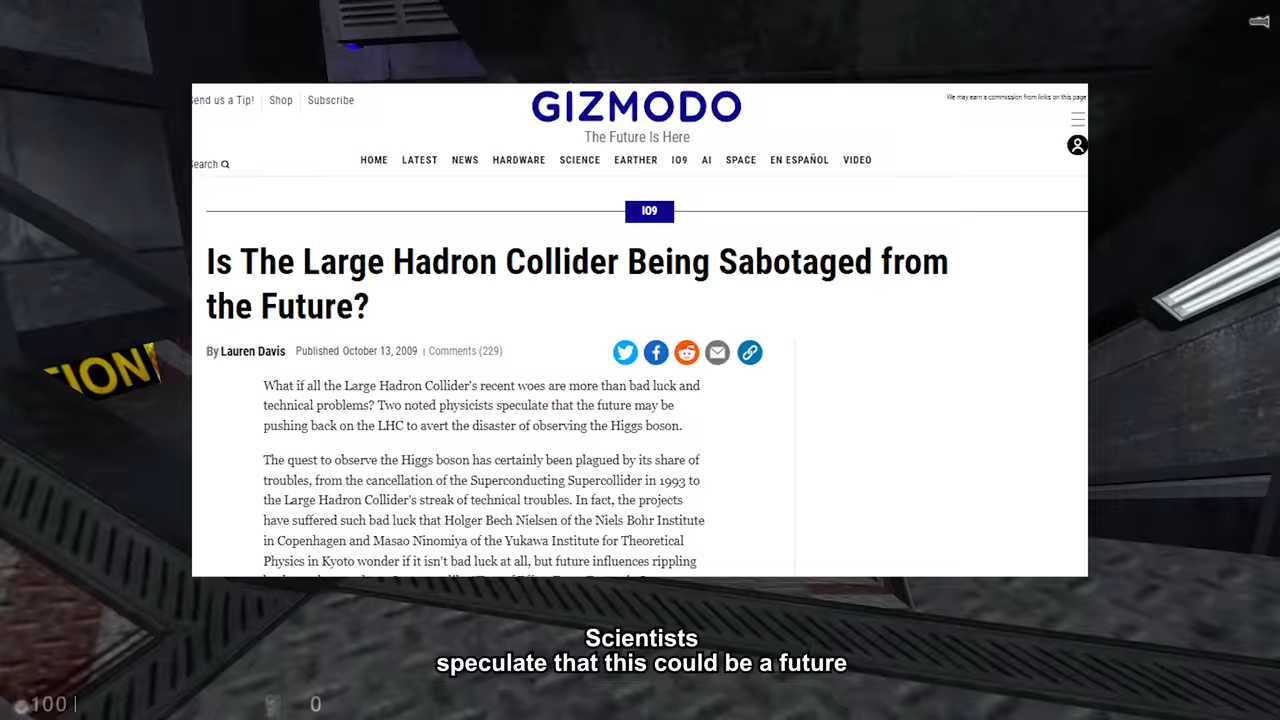 Send us a Tip! Shop Subscribe
GIZMODO
We may earn a commission from links on this page
The Future Is Here
Search
HOME LATEST NEWS HARDWARE SCIENCE EARTHER IO9 AI SPACE EN ESPAÑOL VIDEO
IO9
Is The Large Hadron Collider Being Sabotaged from
the Future?
By Lauren Davis Published October 13, 2009 | Comments (229)
What if all the Large Hadron Collider's recent woes are more than bad luck and
technical problems? Two noted physicists speculate that the future may be
pushing back on the LHC to avert the disaster of observing the Higgs boson.
The quest to observe the Higgs boson has certainly been plagued by its share of
troubles, from the cancellation of the Superconducting Supercollider in 1993 to
the Large Hadron Collider's streak of technical troubles. In fact, the projects
have suffered such bad luck that Holger Bech Nielsen of the Niels Bohr Institute
in Copenhagen and Masao Ninomiya of the Yukawa Institute for Theoretical
Physics in Kyoto wonder if it isn't bad luck at all, but future influences rippling
TION
Scientists
speculate that this could be a future
100 | 0